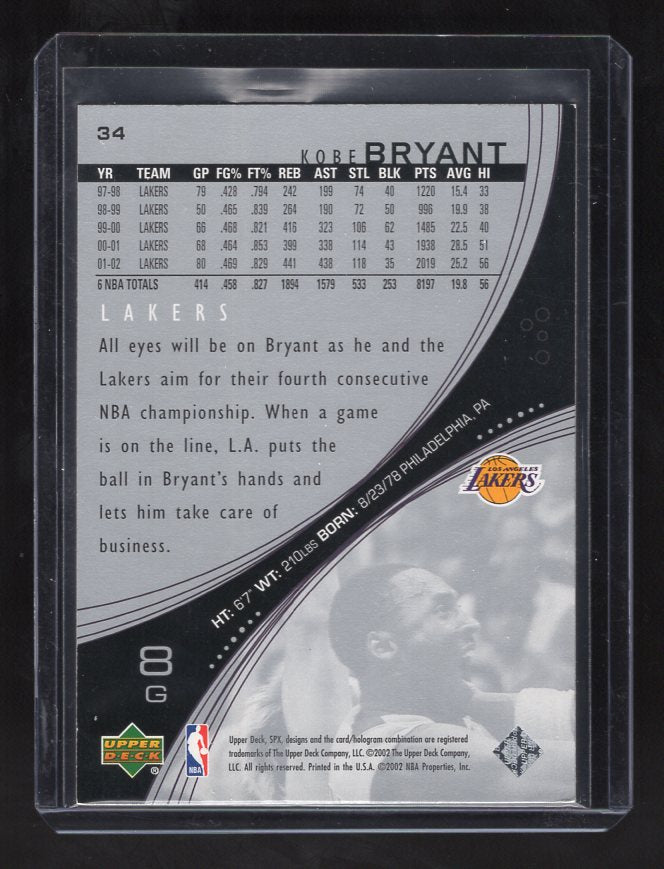 34
KOBE BRYANT
YR TEAM GP FG% FT% REB AST STL BLK PTS AVG HI
97-98 LAKERS 79 .428 .794 242 199 74 40 1220 15.4 33
98-99 LAKERS 50 .465 .839 264 190 72 50 996 19.9 38
99-00 LAKERS 66 .468 .821 416 323 106 62 1485 22.5 40
00-01 LAKERS 68 .464 .853 399 338 114 43 1938 28.5 51
01-02 LAKERS 80 .469 .829 441 438 118 35 2019 25.2 56
6 NBA TOTALS 414 .458 .827 1894 1579 533 253 8197 19.8 56
LAKERS
All eyes will be on Bryant as he and the
Lakers aim for their fourth consecutive
NBA championship. When a game
is on the line, L.A. puts the
ball in Bryant's hands and
lets him take care of
business.
HT: 6'7" WT: 210LBS BORN: 8/23/78 PHILADELPHIA, PA
LOS ANGELES
LAKERS
8
G
UPPER
DECK
®
NBA
Upper Deck, SPX, designs and the card/hologram combination are registered
trademarks of The Upper Deck Company, LLC. ©2002 The Upper Deck Company,
LLC. All rights reserved. Printed in the U.S.A. ©2002 NBA Properties, Inc.